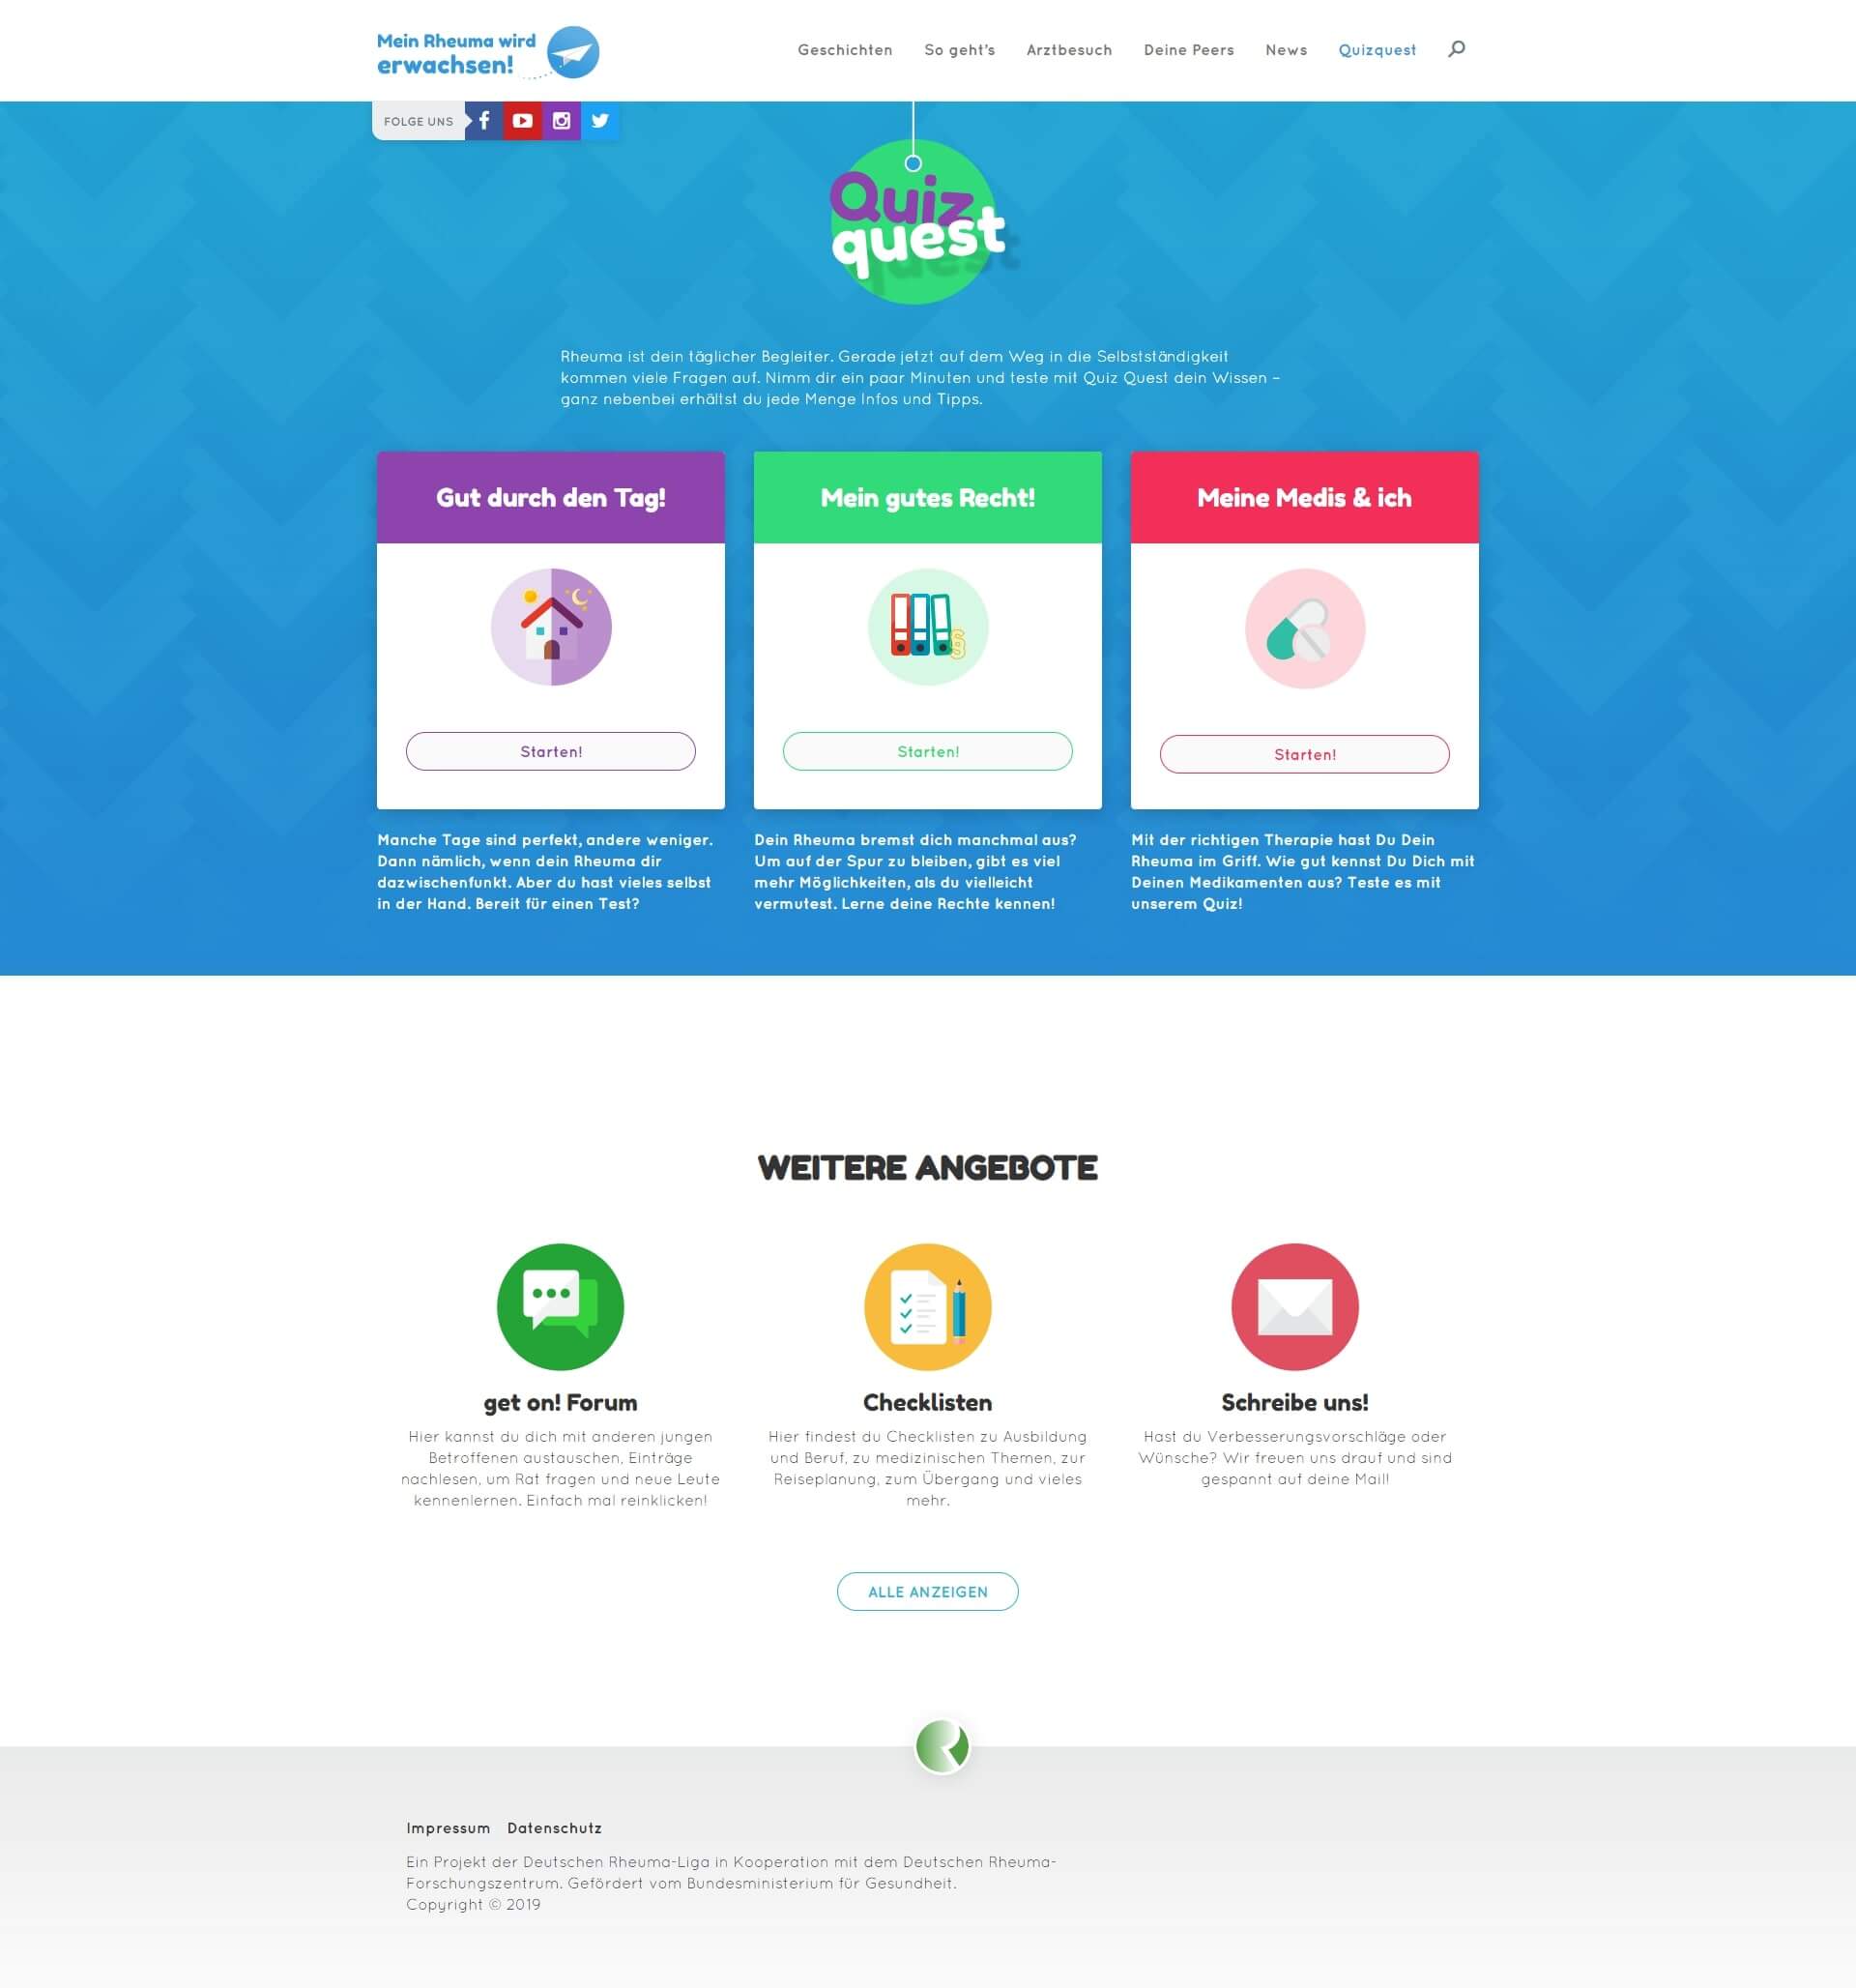 Mein Rheuma wird
erwachsen!
Geschichten So geht's Arztbesuch Deine Peers News Quizquest
FOLGE UNS
Quiz
quest
Rheuma ist dein täglicher Begleiter. Gerade jetzt auf dem Weg in die Selbstständigkeit
kommen viele Fragen auf. Nimm dir ein paar Minuten und teste mit Quiz Quest dein Wissen –
ganz nebenbei erhältst du jede Menge Infos und Tipps.
Gut durch den Tag!
Starten!
Manche Tage sind perfekt, andere weniger.
Dann nämlich, wenn dein Rheuma dir
dazwischenfunkt. Aber du hast vieles selbst
in der Hand. Bereit für einen Test?
Mein gutes Recht!
§
Starten!
Dein Rheuma bremst dich manchmal aus?
Um auf der Spur zu bleiben, gibt es viel
mehr Möglichkeiten, als du vielleicht
vermutest. Lerne deine Rechte kennen!
Meine Medis & ich
Starten!
Mit der richtigen Therapie hast Du Dein
Rheuma im Griff. Wie gut kennst Du Dich mit
Deinen Medikamenten aus? Teste es mit
unserem Quiz!
WEITERE ANGEBOTE
get on! Forum
Hier kannst du dich mit anderen jungen
Betroffenen austauschen, Einträge
nachlesen, um Rat fragen und neue Leute
kennenlernen. Einfach mal reinklicken!
Checklisten
Hier findest du Checklisten zu Ausbildung
und Beruf, zu medizinischen Themen, zur
Reiseplanung, zum Übergang und vieles
mehr.
Schreibe uns!
Hast du Verbesserungsvorschläge oder
Wünsche? Wir freuen uns drauf und sind
gespannt auf deine Mail!
ALLE ANZEIGEN
R
Impressum Datenschutz
Ein Projekt der Deutschen Rheuma-Liga in Kooperation mit dem Deutschen Rheuma-
Forschungszentrum. Gefördert vom Bundesministerium für Gesundheit.
Copyright © 2019